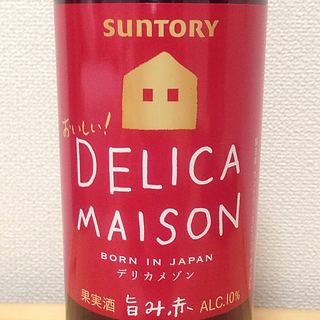 SUNTORY
おいしい!
DELICA
MAISON
BORN IN JAPAN
デリカメゾン
果実酒 旨み赤 ALC.10%